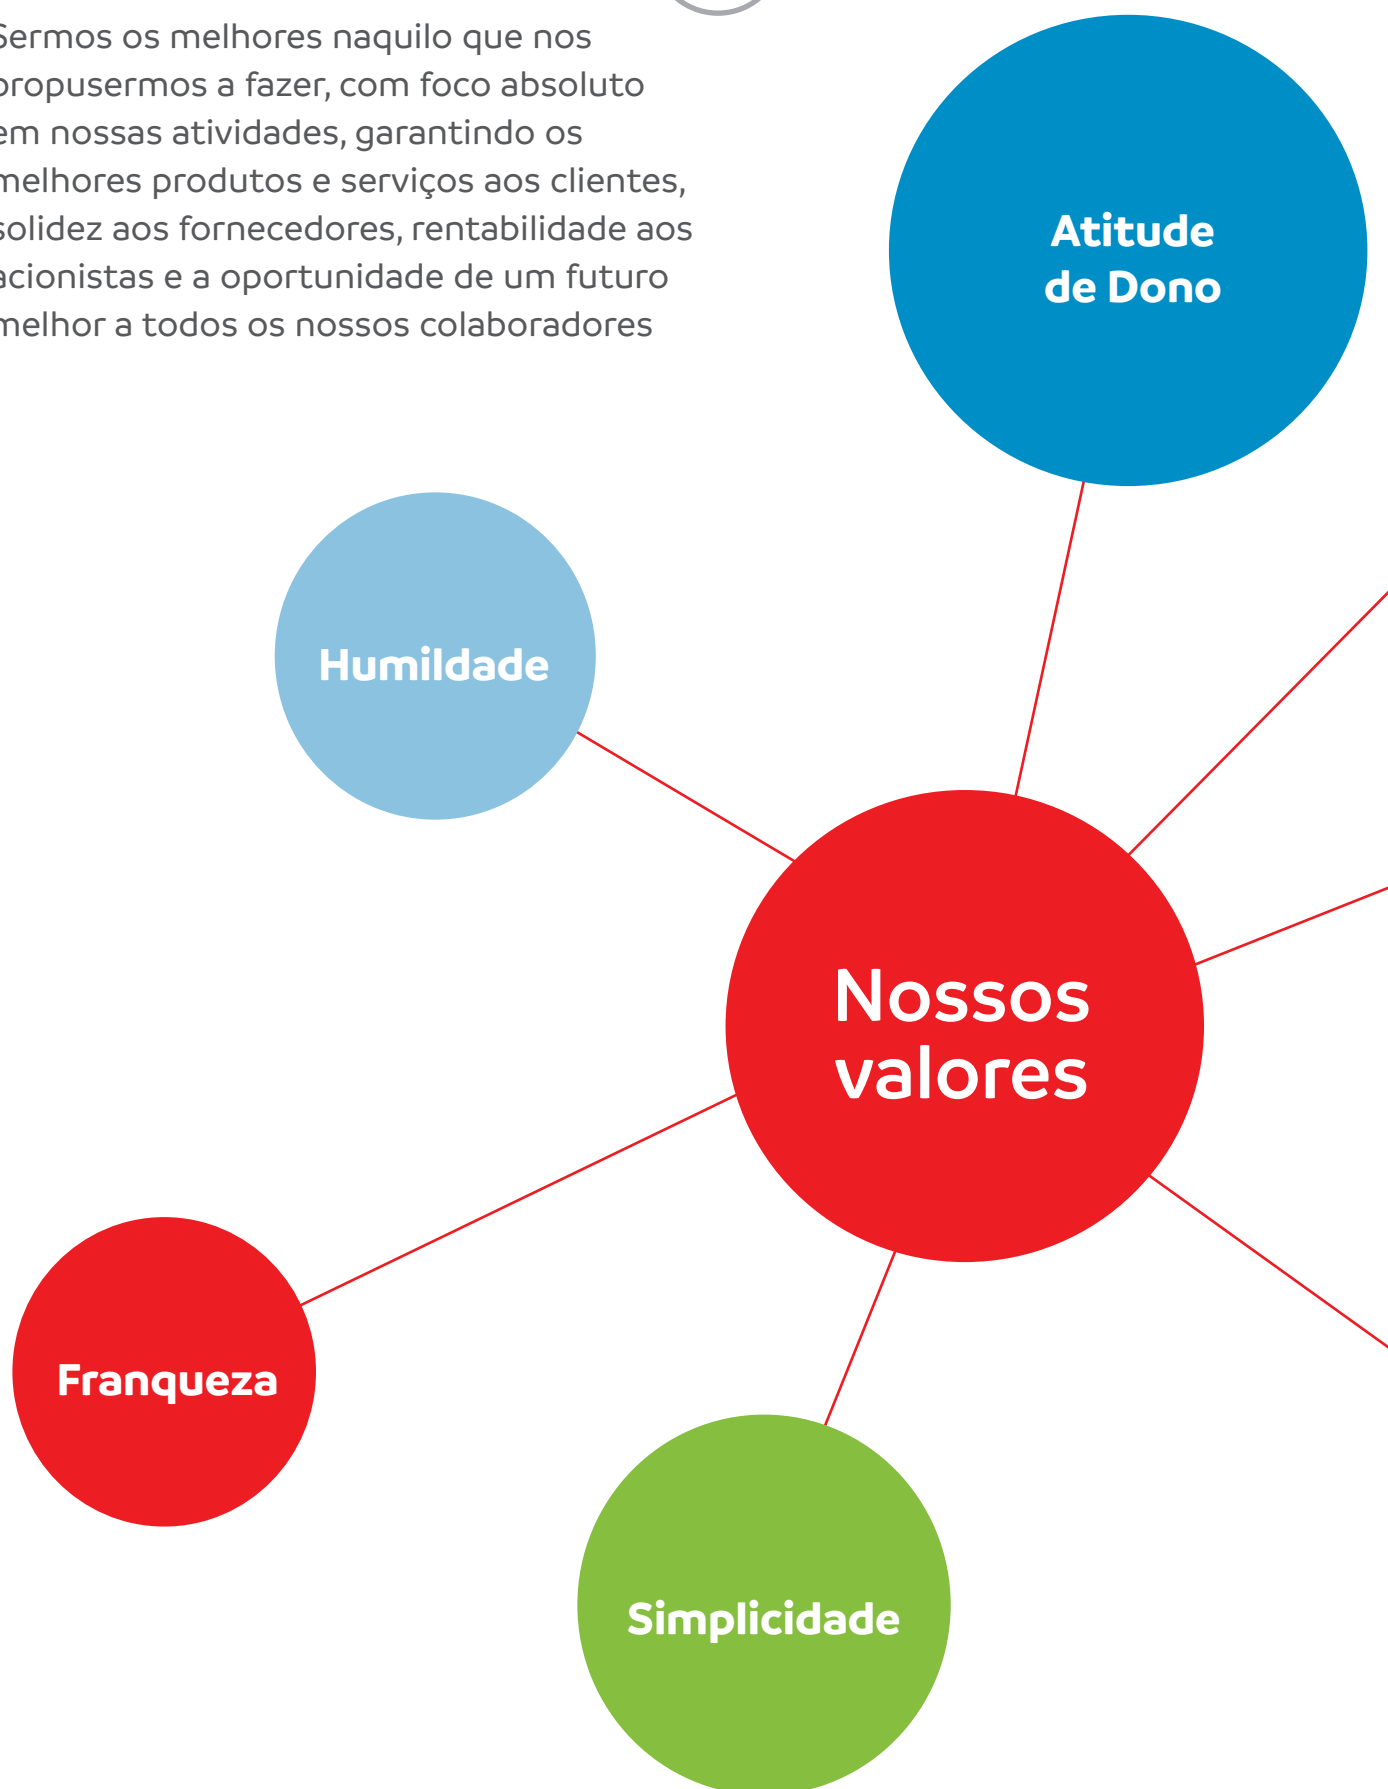 Sermos os melhores naquilo que nos
propusermos a fazer, com foco absoluto
em nossas atividades, garantindo os
melhores produtos e serviços aos clientes,
solidez aos fornecedores, rentabilidade aos
acionistas e a oportunidade de um futuro
melhor a todos os nossos colaboradores
Atitude
de Dono
Humildade
Nossos
valores
Franqueza
Simplicidade